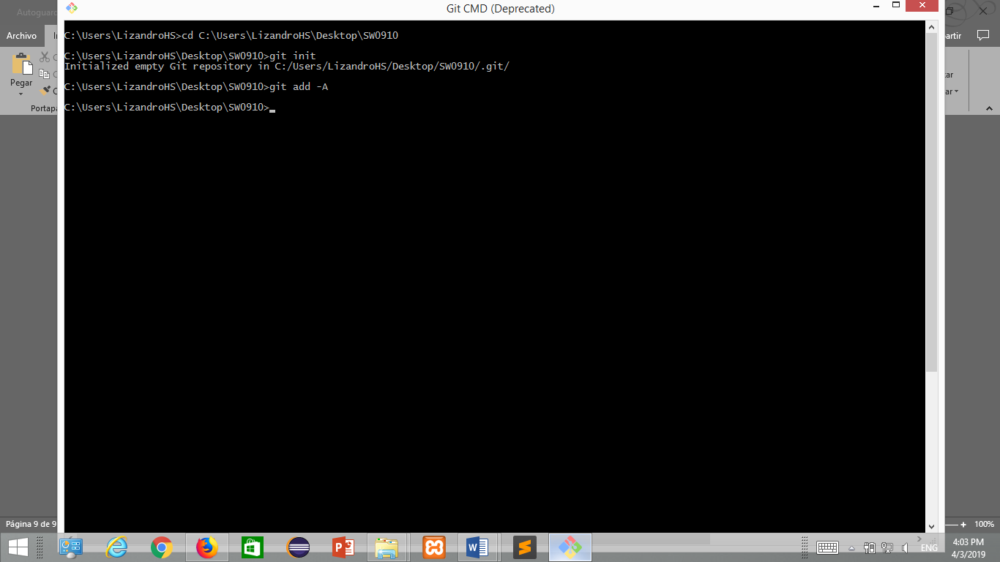 Autoguard
Git CMD (Deprecated)
Archivo
In
artir
Pegar
C
C
C
Portapa
tar
ar
C:\Users\LizandroHS>cd C:\Users\LizandroHS\Desktop\SW0910
C:\Users\LizandroHS\Desktop\SW0910>git init
Initialized empty Git repository in C:/Users/LizandroHS/Desktop/SW0910/.git/
C:\Users\LizandroHS\Desktop\SW0910>git add -A
C:\Users\LizandroHS\Desktop\SW0910>
Página 9 de 9
100%
ENG
4:03 PM
4/3/2019